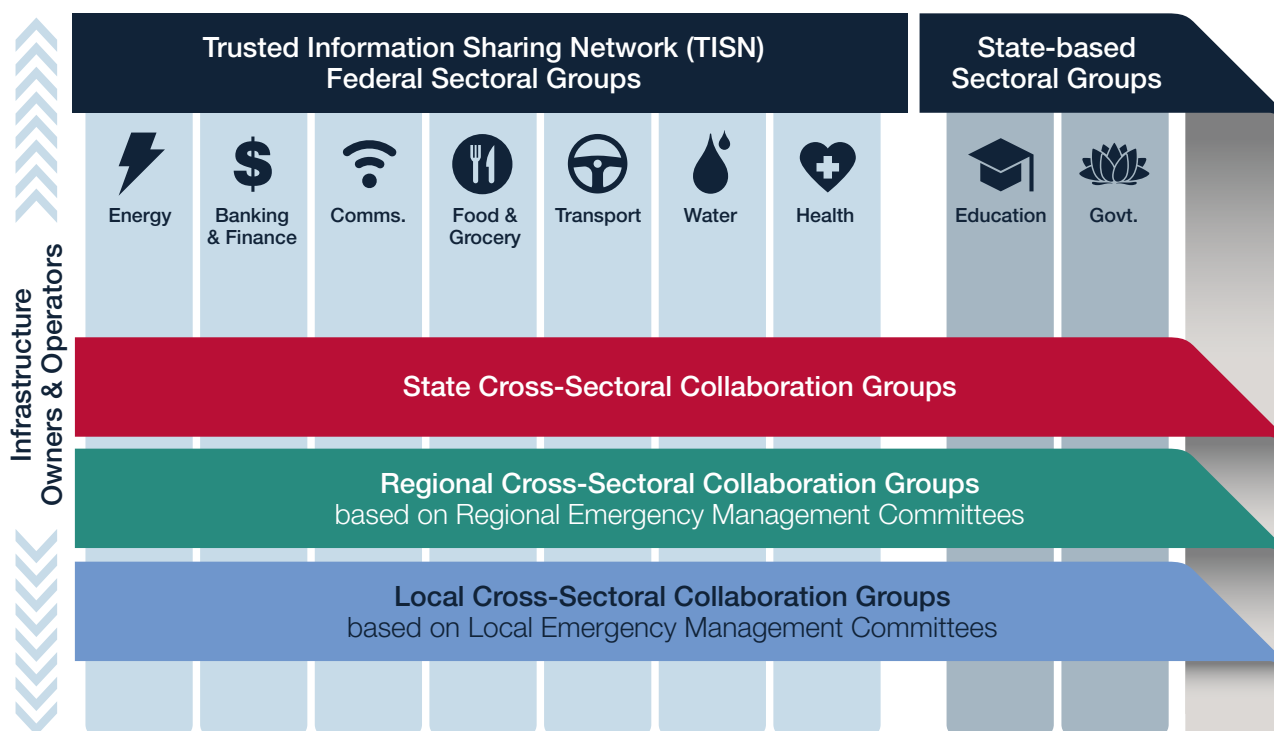 Trusted Information Sharing Network (TISN)
Federal Sectoral Groups
State-based
Sectoral Groups
Energy
Banking
& Finance
Comms.
Food &
Grocery
Transport
Water
Health
Education
Govt.
Infrastructure
Owners & Operators
State Cross-Sectoral Collaboration Groups
Regional Cross-Sectoral Collaboration Groups
based on Regional Emergency Management Committees
Local Cross-Sectoral Collaboration Groups
based on Local Emergency Management Committees